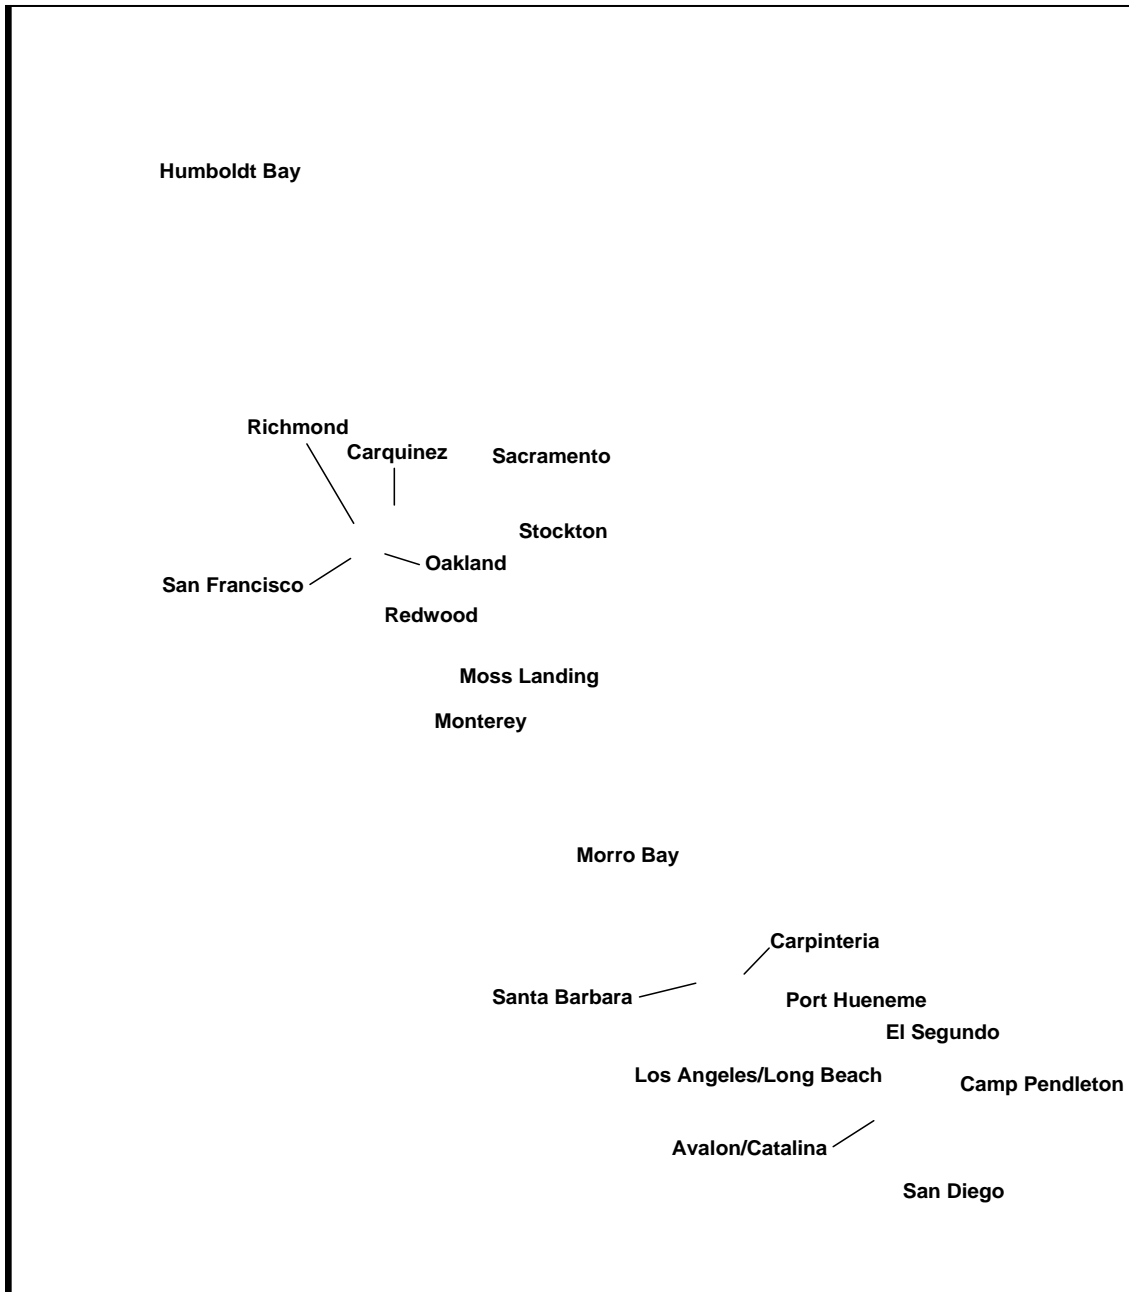 Humboldt Bay
Richmond
Carquinez
Sacramento
Stockton
Oakland
San Francisco
Redwood
Moss Landing
Monterey
Morro Bay
Carpinteria
Santa Barbara
Port Hueneme
El Segundo
Los Angeles/Long Beach
Camp Pendleton
Avalon/Catalina
San Diego